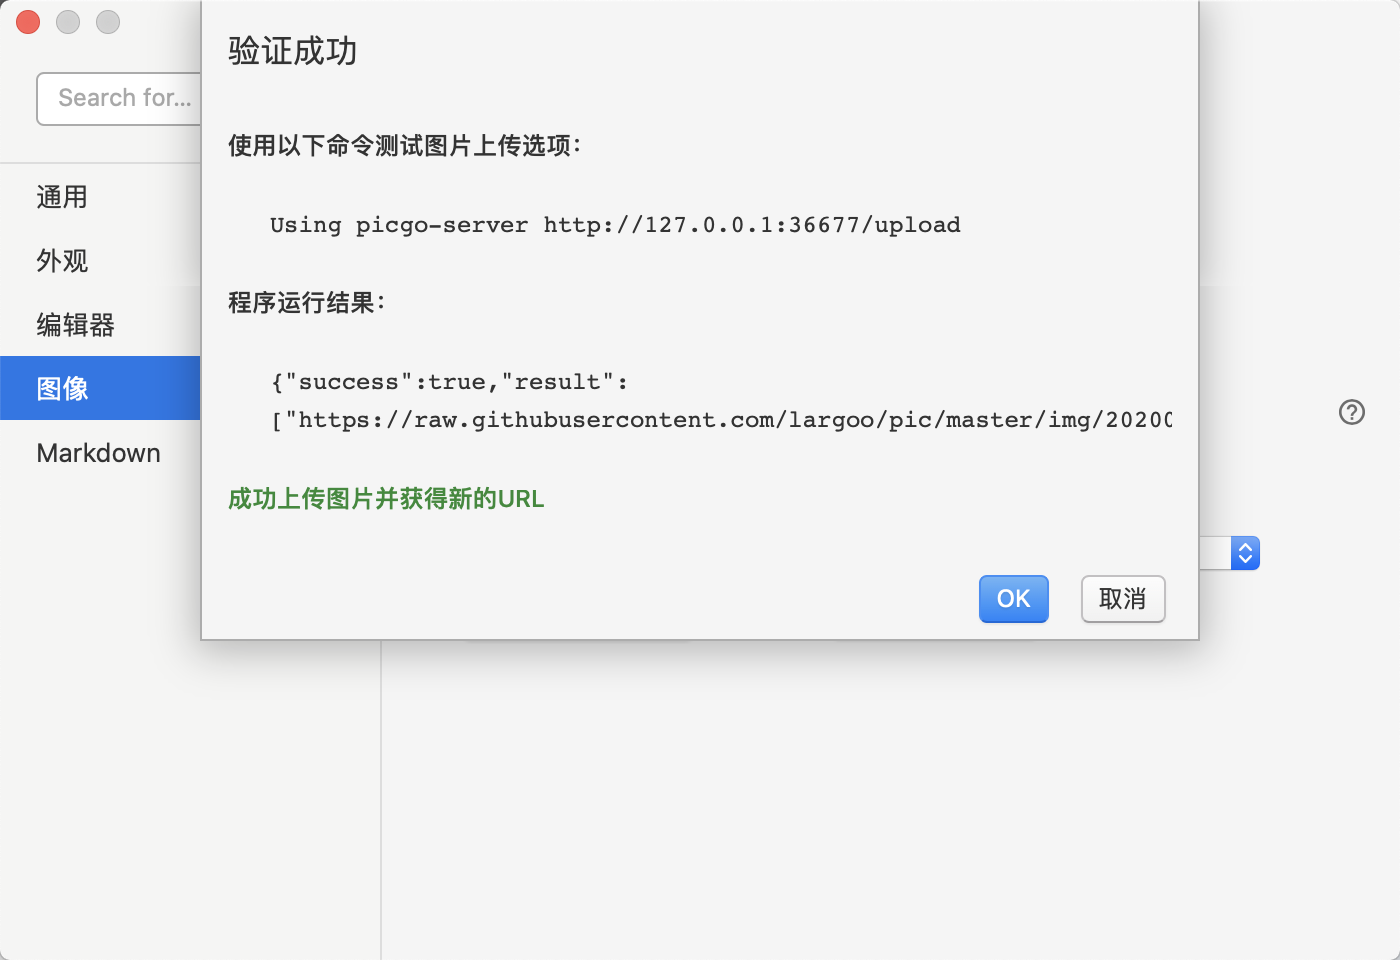 Search for...
通用
外观
编辑器
图像
Markdown
验证成功
使用以下命令测试图片上传选项：
Using picgo-server http://127.0.0.1:36677/upload
程序运行结果：
{"success":true,"result":
["https://raw.githubusercontent.com/largoo/pic/master/img/20200
成功上传图片并获得新的URL
OK
取消
?